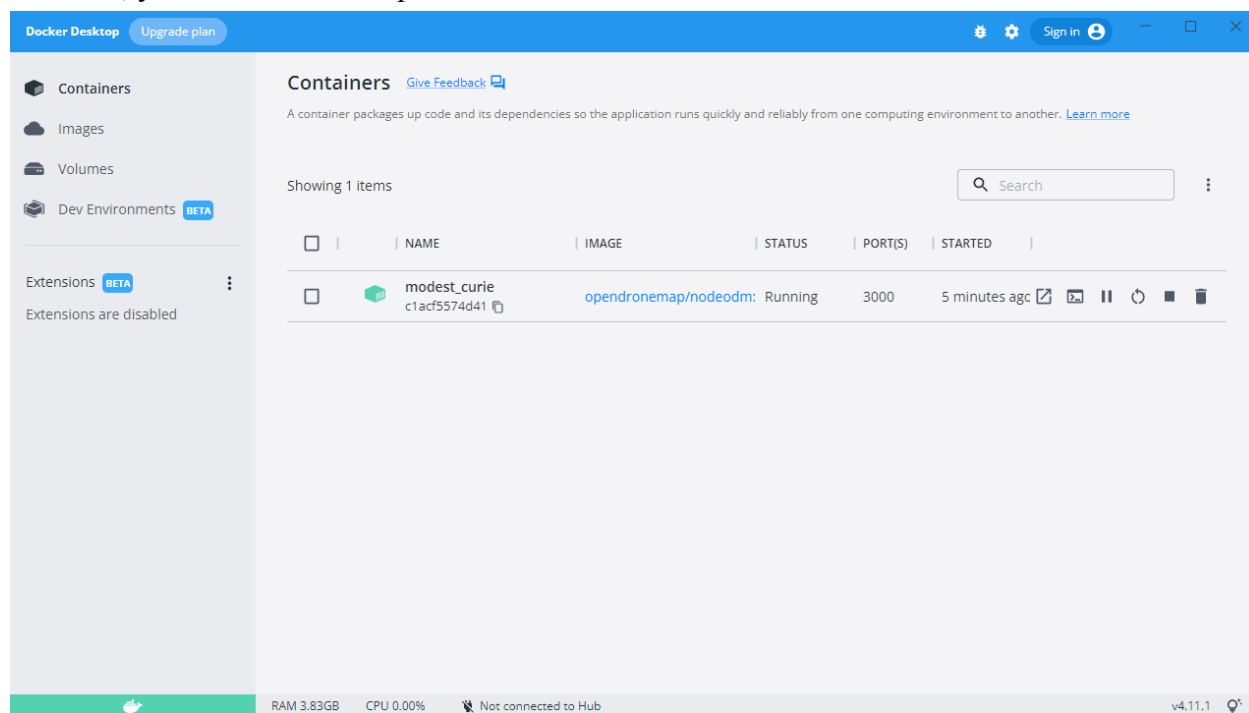 Docker Desktop Upgrade plan Sign in
Containers
Images
Volumes
Dev Environments BETA
Extensions BETA
Extensions are disabled
Containers Give Feedback
A container packages up code and its dependencies so the application runs quickly and reliably from one computing environment to another. Learn more
Showing 1 items
Search
NAME IMAGE STATUS PORT(S) STARTED
modest_curie opendronemap/nodeodm: Running 3000 5 minutes agc
c1acf5574d41
RAM 3.83GB CPU 0.00% Not connected to Hub v4.11.1